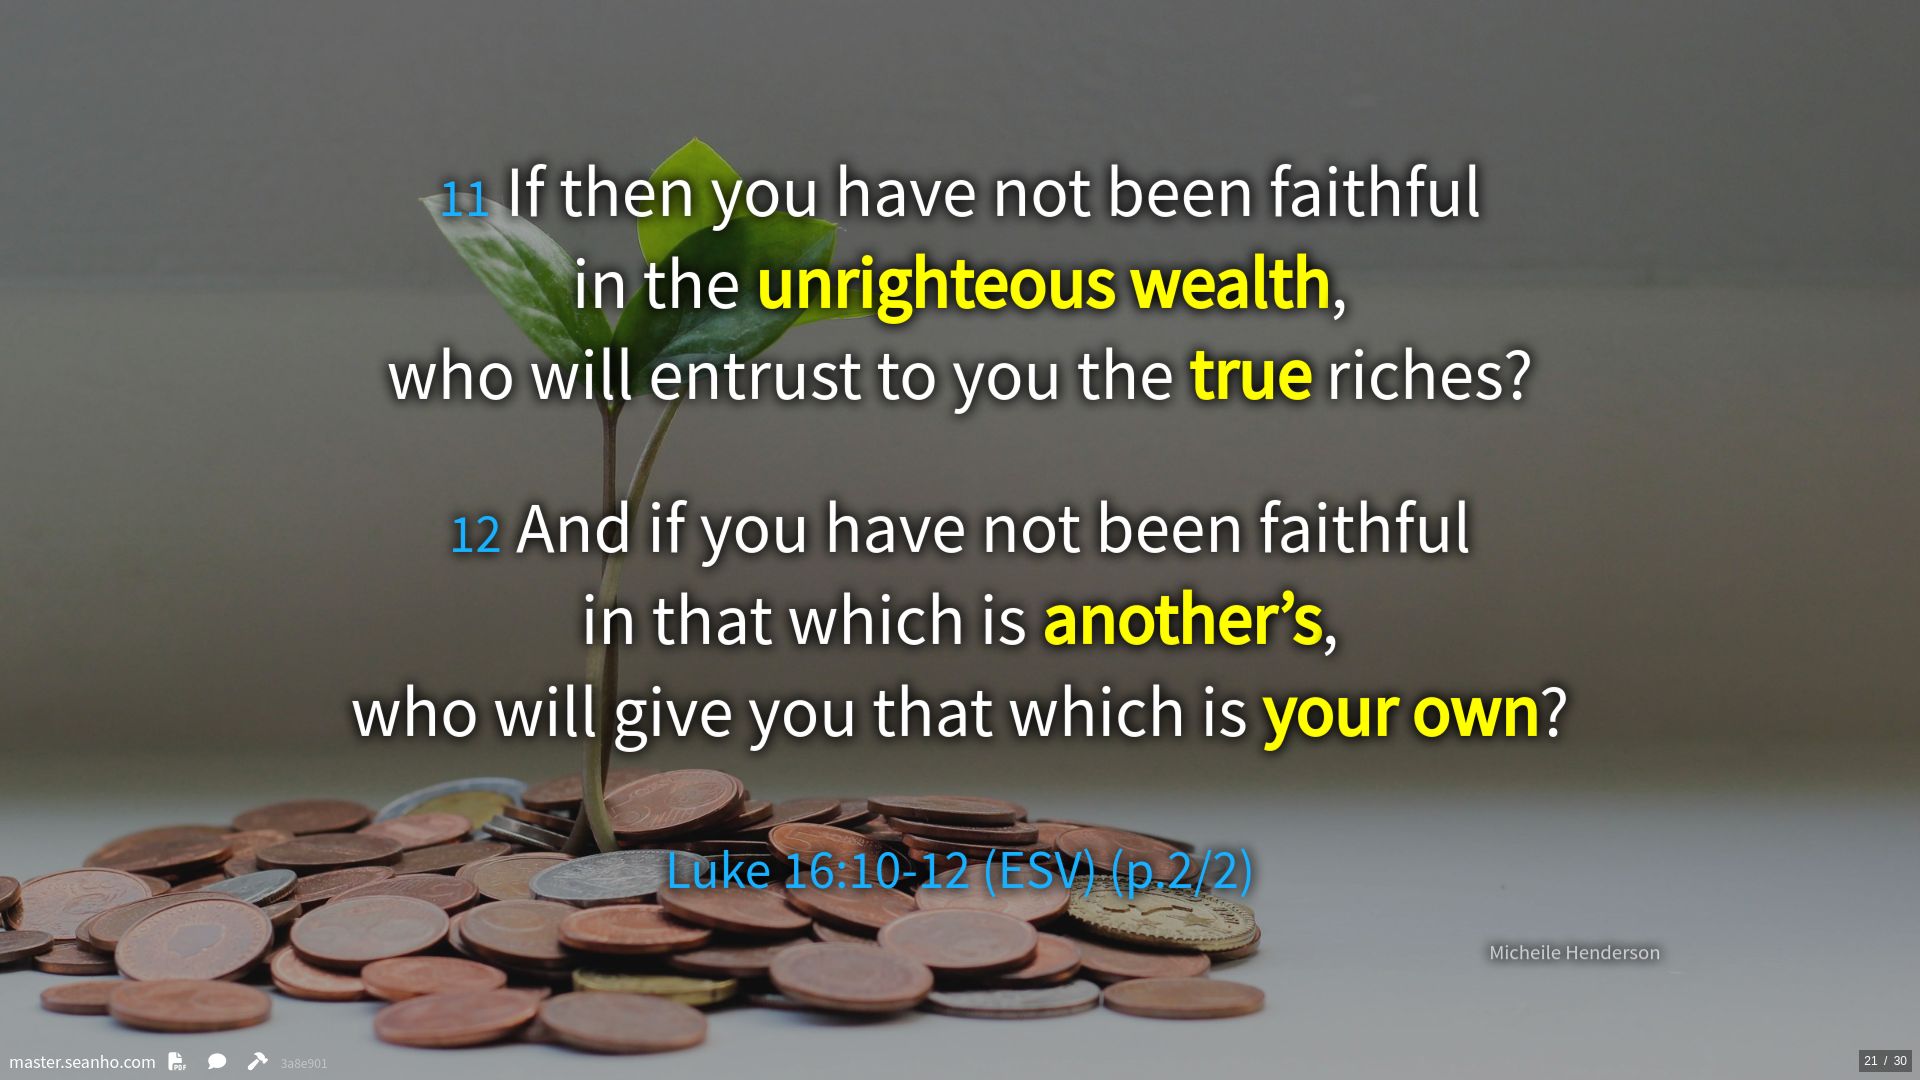 11 If then you have not been faithful
in the unrighteous wealth,
who will entrust to you the true riches?
12 And if you have not been faithful
in that which is another’s,
who will give you that which is your own?
Luke 16:10-12 (ESV) (p.2/2)
Micheile Henderson
master.seanho.com PDF 3a8e901
21 / 30